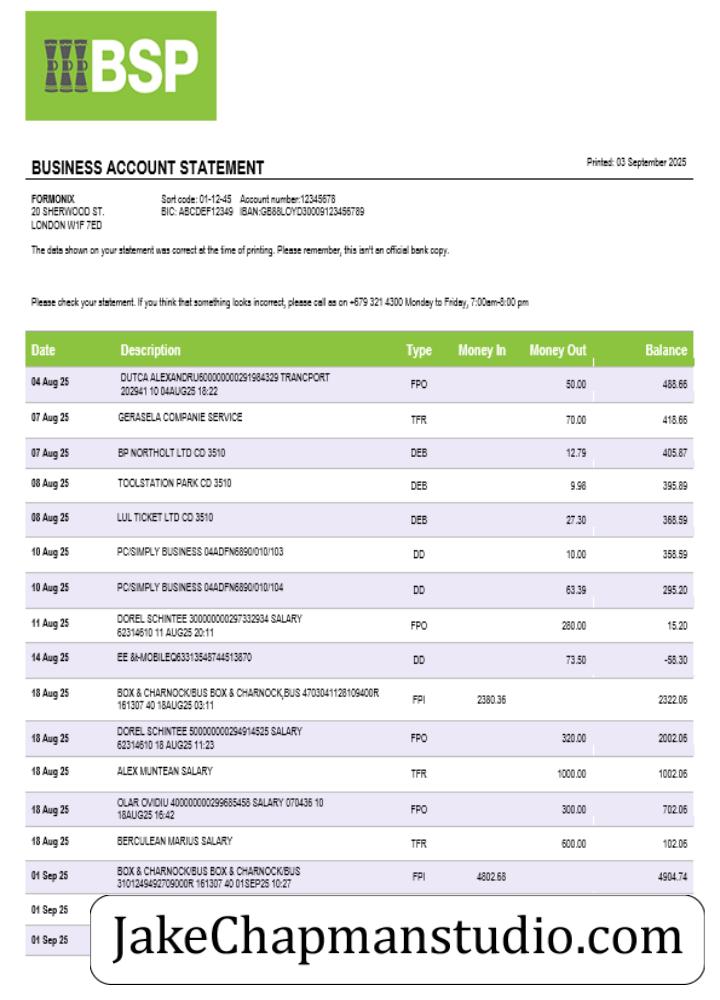 BSP
BUSINESS ACCOUNT STATEMENT
Printed: 03 September 2025
FORMONIX
20 SHERWOOD ST.
LONDON W1F 7ED
Sort code: 01-12-45 Account number:12345678
BIC: ABCDEF12349 IBAN:GB88LOYD30009123456789
The data shown on your statement was correct at the time of printing. Please remember, this isn't an official bank copy.
Please check your statement. If you think that something looks incorrect, please call as on +679 321 4300 Monday to Friday, 7:00am-8:00 pm
Date Description Type Money In Money Out Balance
04 Aug 25 DUTCA ALEXANDRU600000000291984329 TRANCPORT
202941 10 04AUG25 18:22 FPO 50.00 488.66
07 Aug 25 GERASELA COMPANIE SERVICE TFR 70.00 418.66
07 Aug 25 BP NORTHOLT LTD CD 3510 DEB 12.79 405.87
08 Aug 25 TOOLSTATION PARK CD 3510 DEB 9.98 395.89
08 Aug 25 LUL TICKET LTD CD 3510 DEB 27.30 368.59
10 Aug 25 PC/SIMPLY BUSINESS 04ADFN6890/010/103 DD 10.00 358.59
10 Aug 25 PC/SIMPLY BUSINESS 04ADFN6890/010/104 DD 63.39 295.20
11 Aug 25 DOREL SCHINTEE 300000000297332934 SALARY
62314610 11 AUG25 20:11 FPO 280.00 15.20
14 Aug 25 EE &t-MOBILEQ63313548744513870 DD 73.50 -58.30
18 Aug 25 BOX & CHARNOCK/BUS BOX & CHARNOCK,BUS 4703041128109400R
161307 40 18AUG25 03:11 FPI 2380.36 2322.06
18 Aug 25 DOREL SCHINTEE 500000000294914525 SALARY
62314610 18 AUG25 11:23 FPO 320.00 2002.06
18 Aug 25 ALEX MUNTEAN SALARY TFR 1000.00 1002.06
18 Aug 25 OLAR OVIDIU 400000000299685458 SALARY 070436 10
18AUG25 16:42 FPO 300.00 702.06
18 Aug 25 BERCULEAN MARIUS SALARY TFR 600.00 102.06
01 Sep 25 BOX & CHARNOCK/BUS BOX & CHARNOCK/BUS
3101249492709000R 161307 40 01SEP25 10:27 FPI 4802.68 4904.74
01 Sep 25
01 Sep 25
JakeChapmanstudio.com